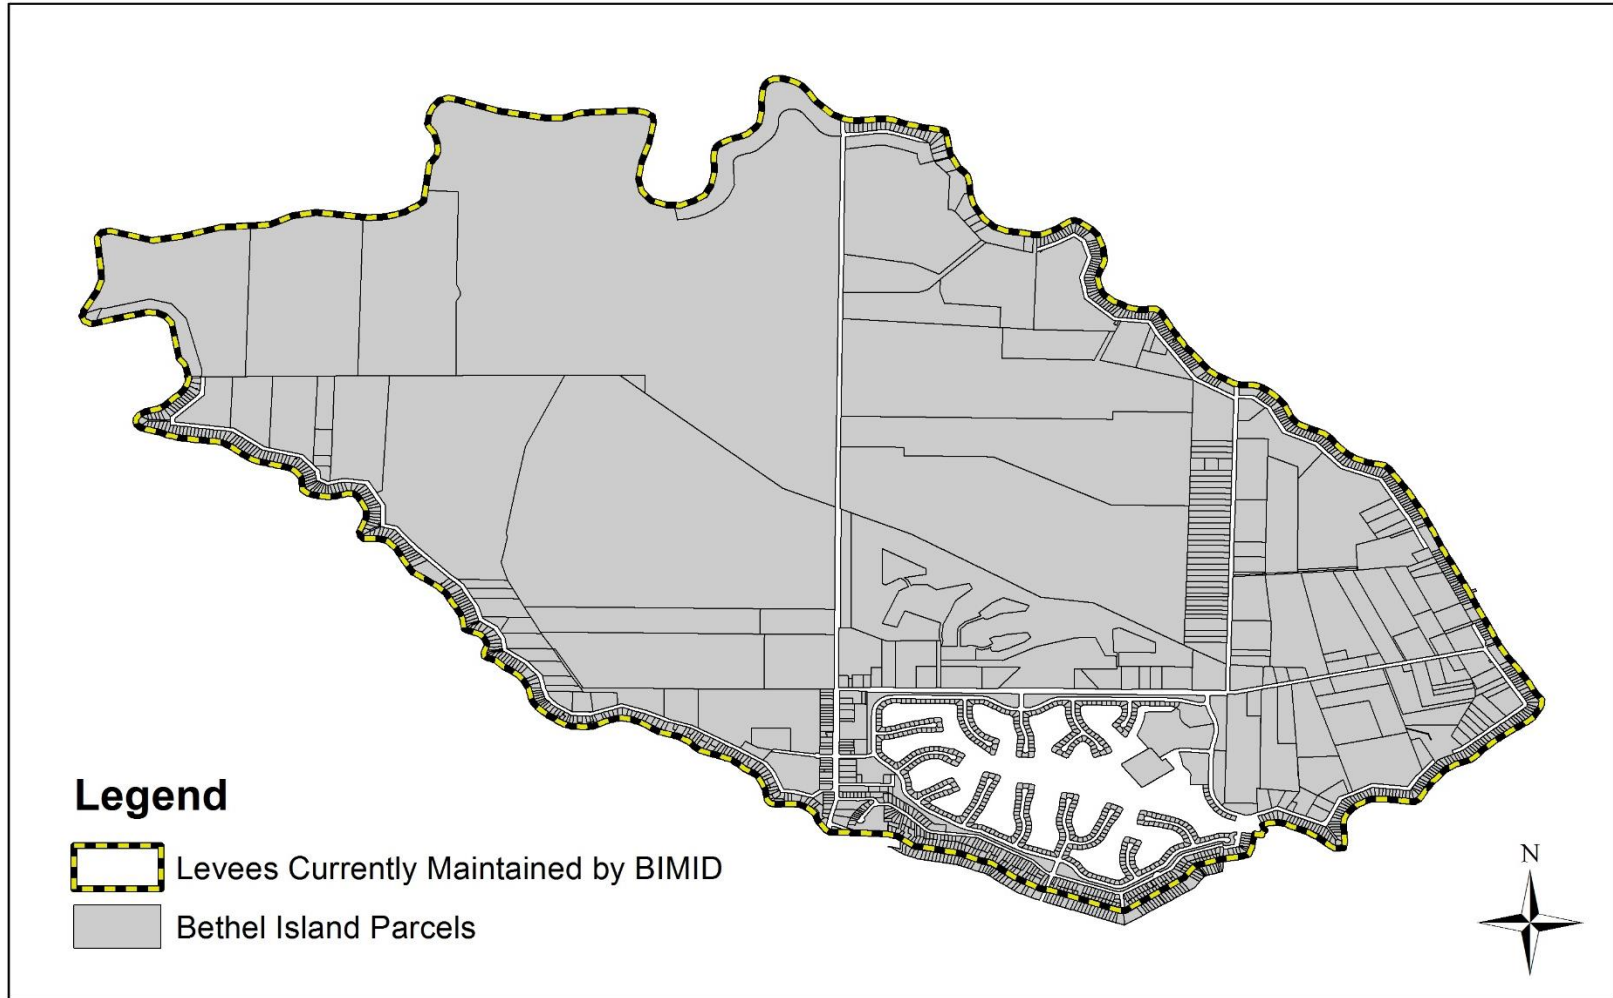 Legend
Levees Currently Maintained by BIMID
Bethel Island Parcels
N